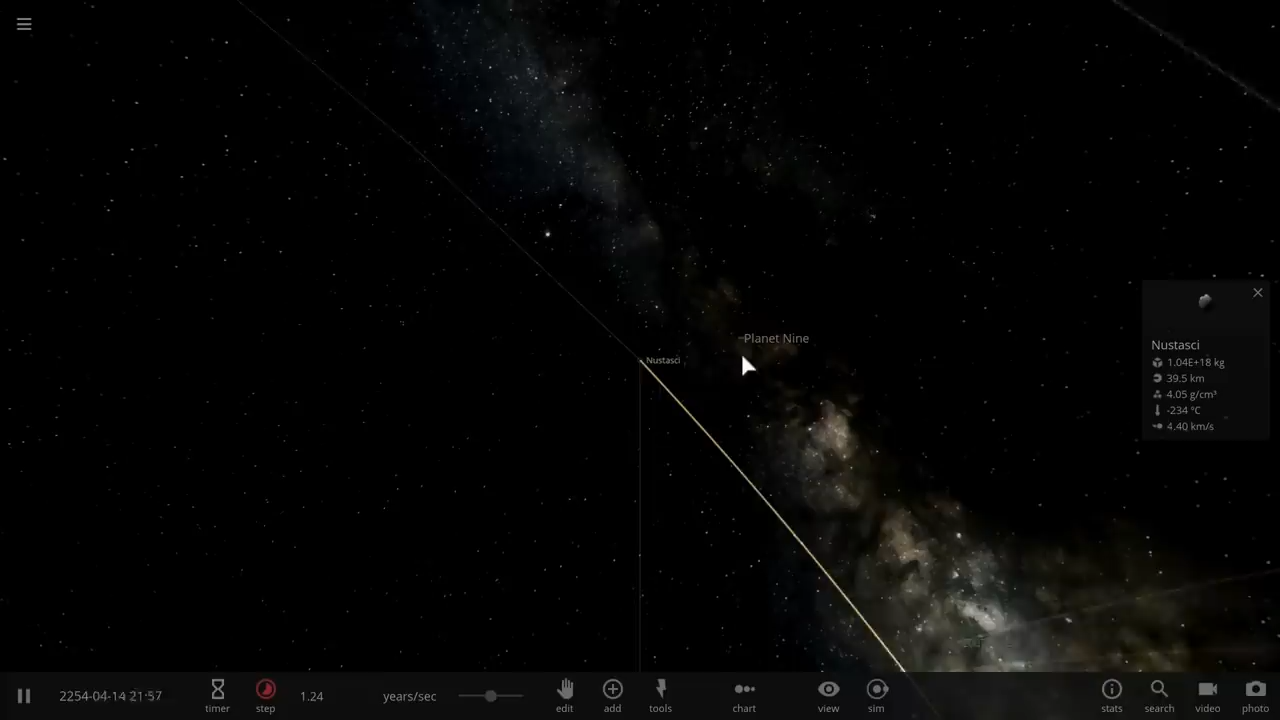 Planet Nine
Nustasci
Nustasci
1.04E+18 kg
39.5 km
4.05 g/cm³
-234 °C
4.40 km/s
2254-04-14 21:57
timer
step
1.24
years/sec
edit
add
tools
chart
view
sim
stats
search
video
photo